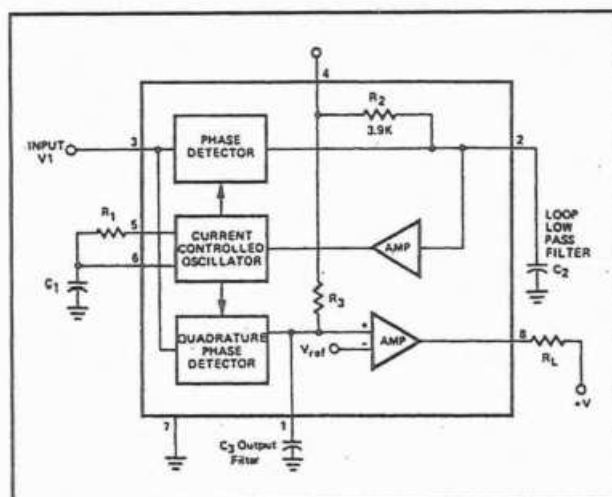 4
R2
3.9K
INPUT
V1
3
PHASE
DETECTOR
2
R1
5
6
C1
CURRENT
CONTROLLED
OSCILLATOR
AMP
LOOP
LOW
PASS
FILTER
C2
R3
QUADRATURE
PHASE
DETECTOR
Vref
+
-
AMP
8
RL
+V
7
1
C3 Output
Filter